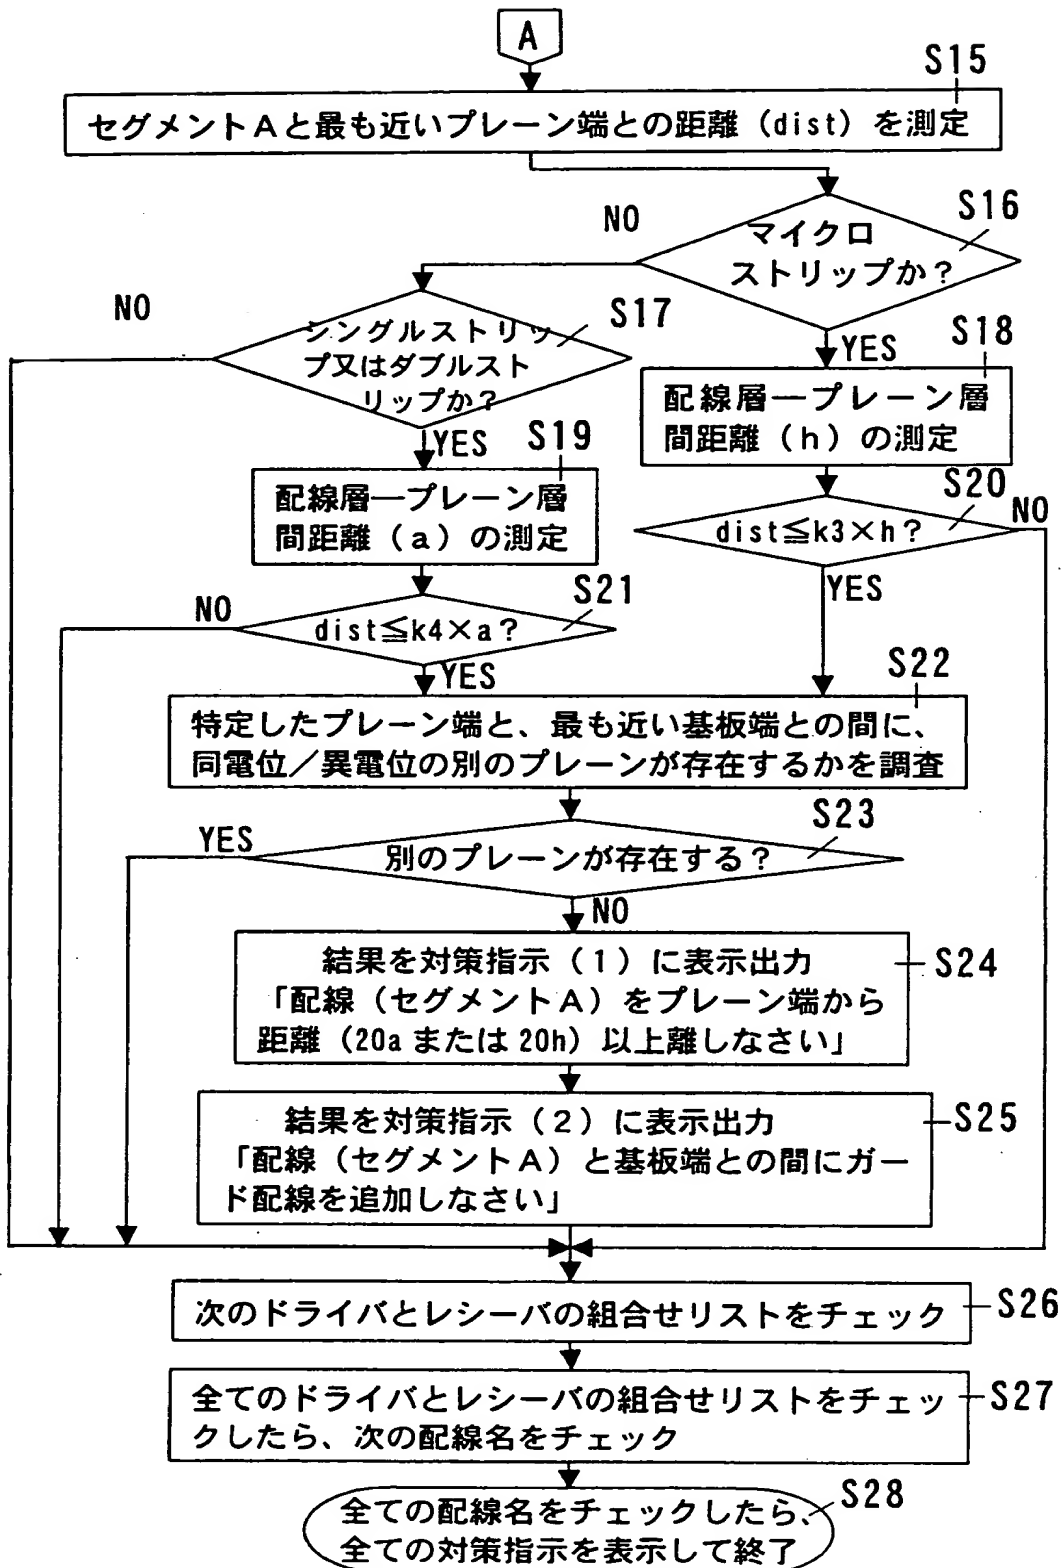 A
S15
セグメントAと最も近いプレーン端との距離(dist)を測定
S16
NO
マイクロ
ストリップか?
NO
S17
シングルストリッ
プ又はダブルスト
リップか?
YES
S18
配線層―プレーン層
間距離(h)の測定
YES
S19
配線層―プレーン層
間距離(a)の測定
S20
NO
dist≦k3×h?
YES
S21
NO
dist≦k4×a?
YES
S22
特定したプレーン端と、最も近い基板端との間に、
同電位/異電位の別のプレーンが存在するかを調査
S23
YES
別のプレーンが存在する?
NO
結果を対策指示(1)に表示出力
S24
「配線(セグメントA)をプレーン端から
距離(20aまたは20h)以上離しなさい」
結果を対策指示(2)に表示出力
S25
「配線(セグメントA)と基板端との間にガー
ド配線を追加しなさい」
次のドライバとレシーバの組合せリストをチェック
S26
全てのドライバとレシーバの組合せリストをチェッ
S27
クしたら、次の配線名をチェック
S28
全ての配線名をチェックしたら、
全ての対策指示を表示して終了